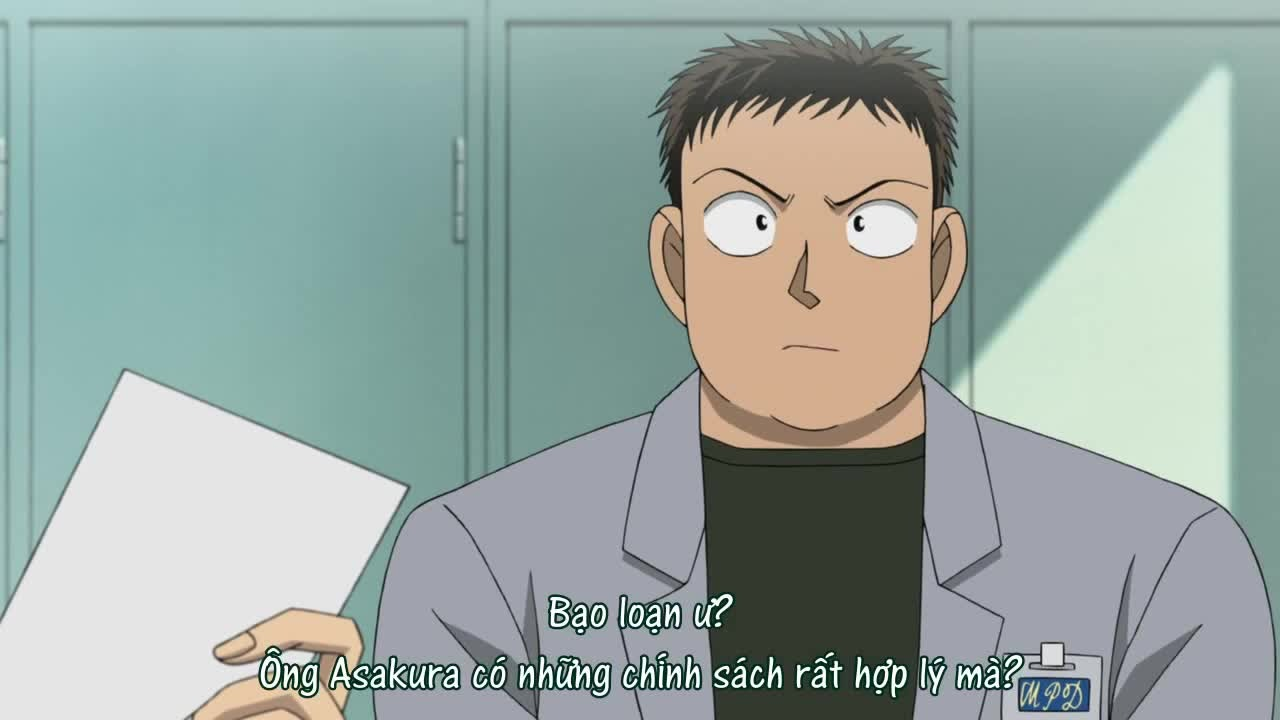 Bạo loạn ư?
Ông Asakura có những chính sách rất hợp lý mà?
MPD